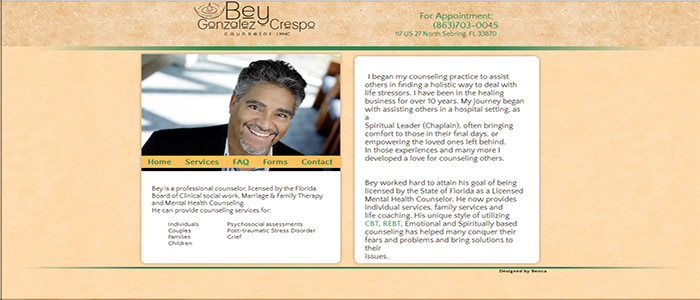 Bey
Gonzalez Crespo
counselor LMHC
For Appointment:
(863)703-0045
117 US 27 North Sebring, FL 33870
Home Services FAQ Forms Contact
Bey is a professional counselor, licensed by the Florida
Board of Clinical social work, Marriage & Family Therapy
and Mental Health Counseling.
He can provide counseling services for:
Individuals Psychosocial assessments
Couples Post-traumatic Stress Disorder
Families Grief
Children
I began my counseling practice to assist
others in finding a holistic way to deal with
life stressors. I have been in the healing
business for over 10 years. My journey began
with assisting others in a hospital setting, as
a
Spiritual Leader (Chaplain), often bringing
comfort to those in their final days, or
empowering the loved ones left behind.
In those experiences and many more I
developed a love for counseling others.
Bey worked hard to attain his goal of being
licensed by the State of Florida as a Licensed
Mental Health Counselor. He now provides
individual services, family services and
life coaching. His unique style of utilizing
CBT, REBT, Emotional and Spiritually based
counseling has helped many conquer their
fears and problems and bring solutions to
their
issues.
Designed by Benco